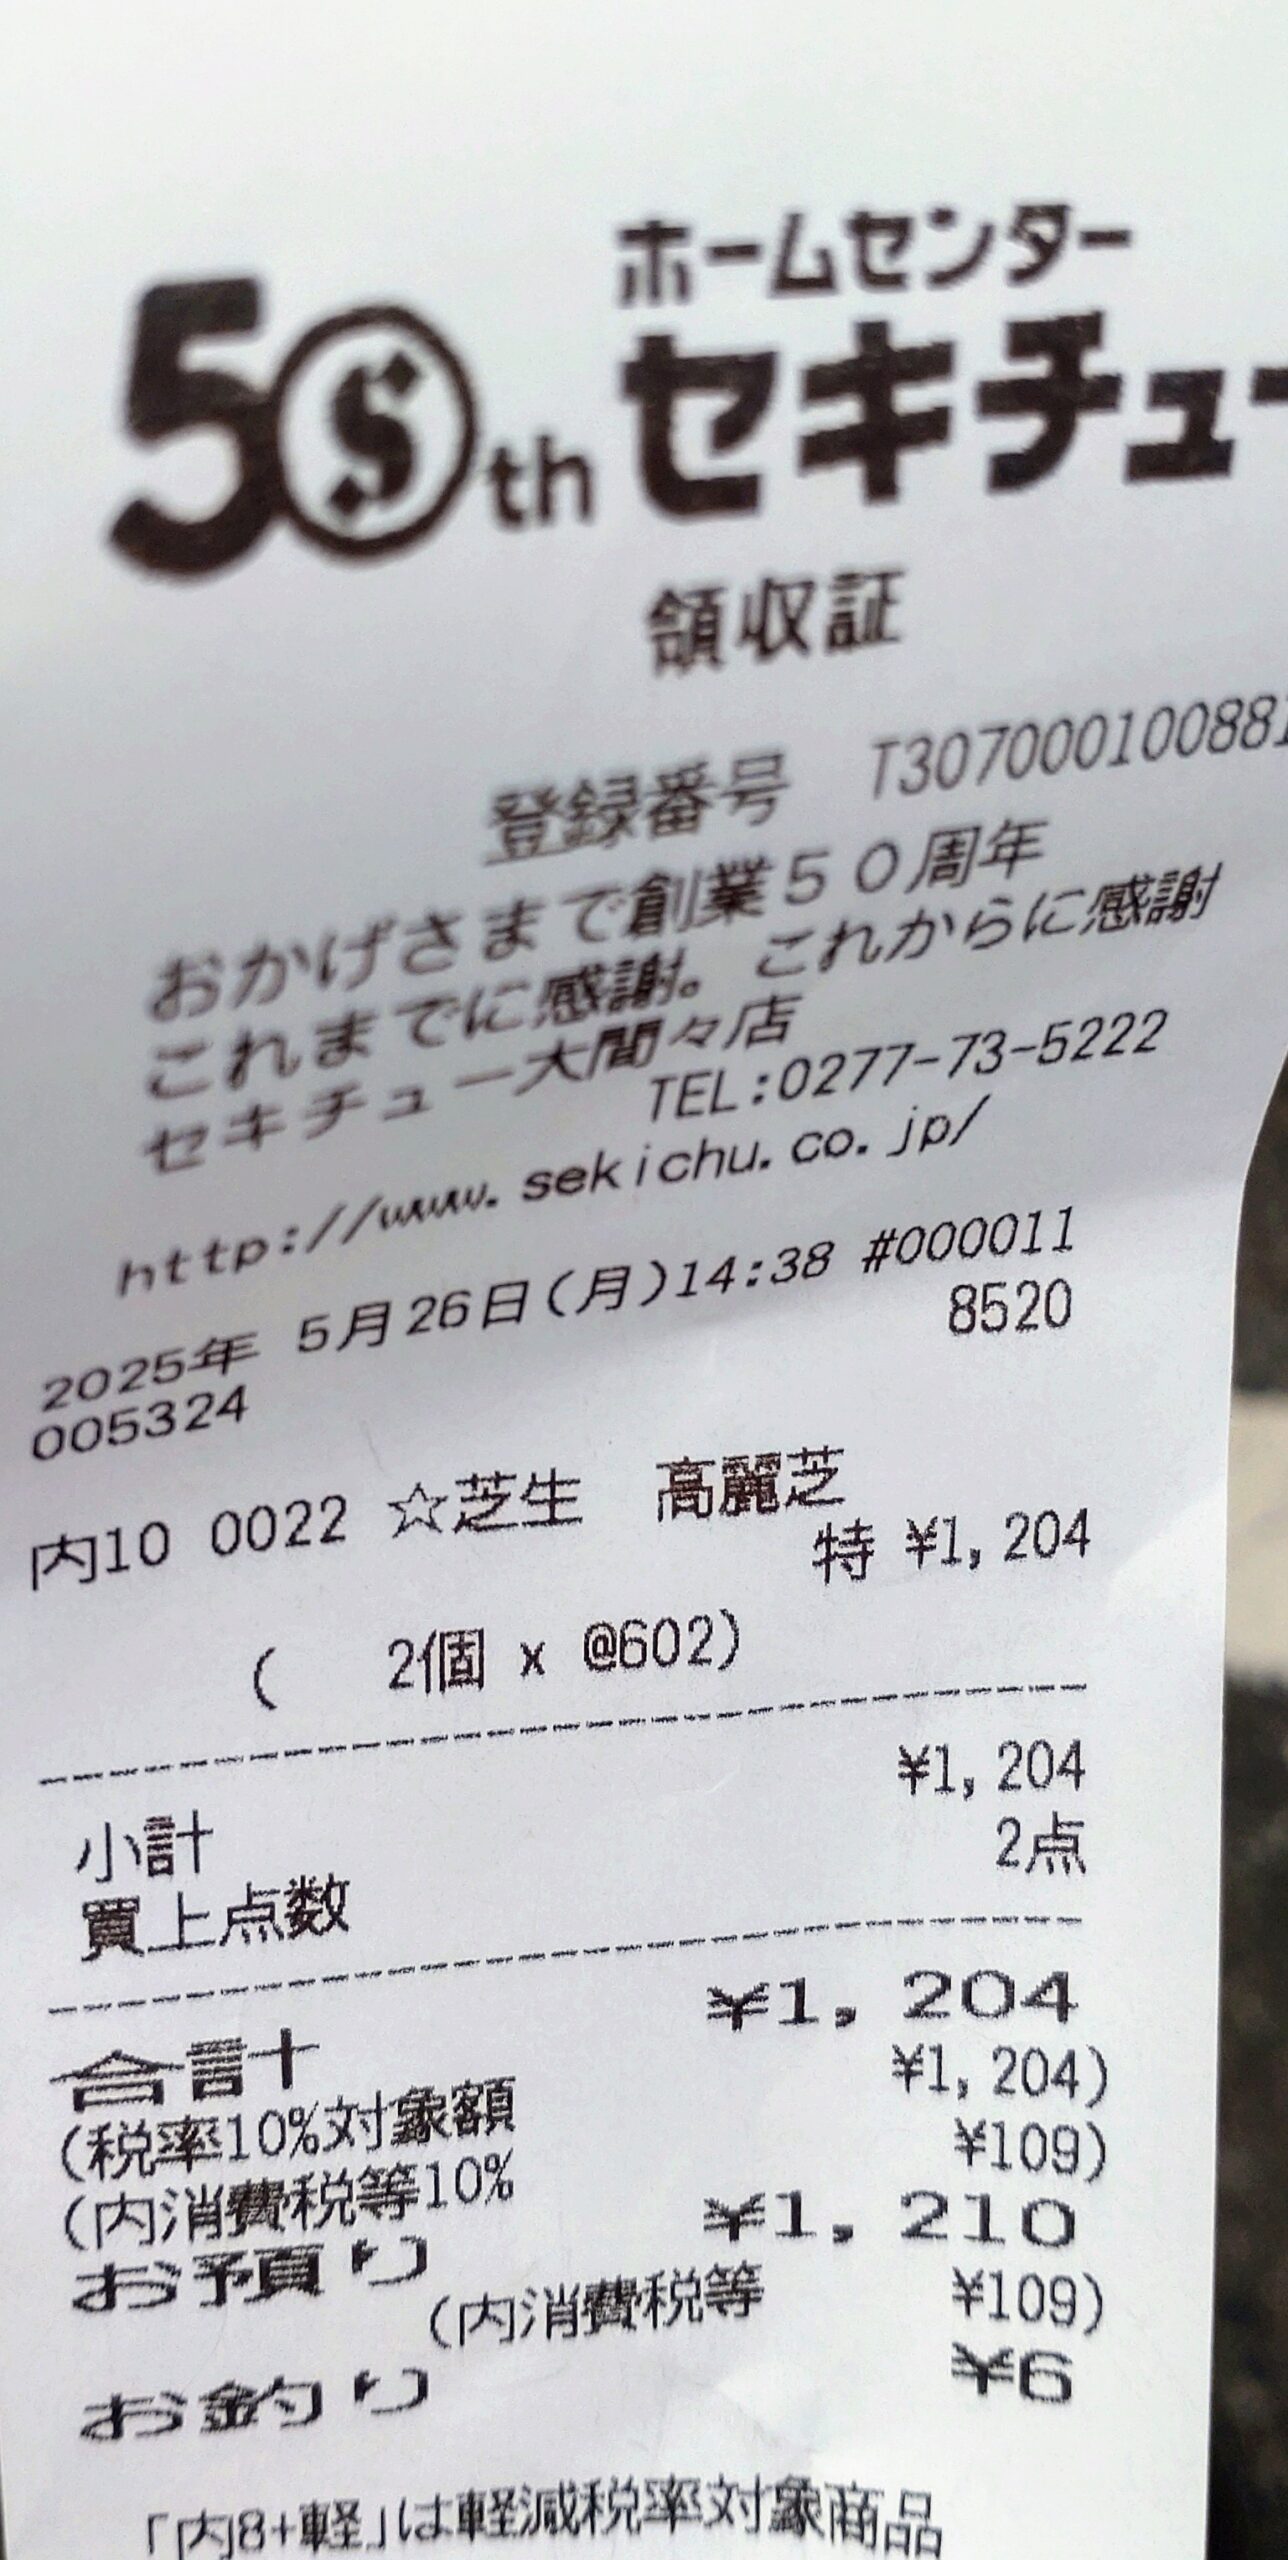 ホームセンター
50th セキチュー
領収証
登録番号 T307000100881
おかげさまで創業50周年
これまでに感謝。これからに感謝
セキチュー大間々店
TEL:0277-73-5222
http://www.sekichu.co.jp/
2025年 5月26日(月)14:38 #000011
005324 8520
内10 0022 ☆芝生 高麗芝
特 ¥1,204
( 2個 x @602)
小計 ¥1,204
買上点数 2点
合計 ¥1,204
(税率10%対象額 ¥1,204)
(内消費税等10% ¥109)
お預り ¥1,210
(内消費税等 ¥109)
お釣り ¥6
「内8+軽」は軽減税率対象商品